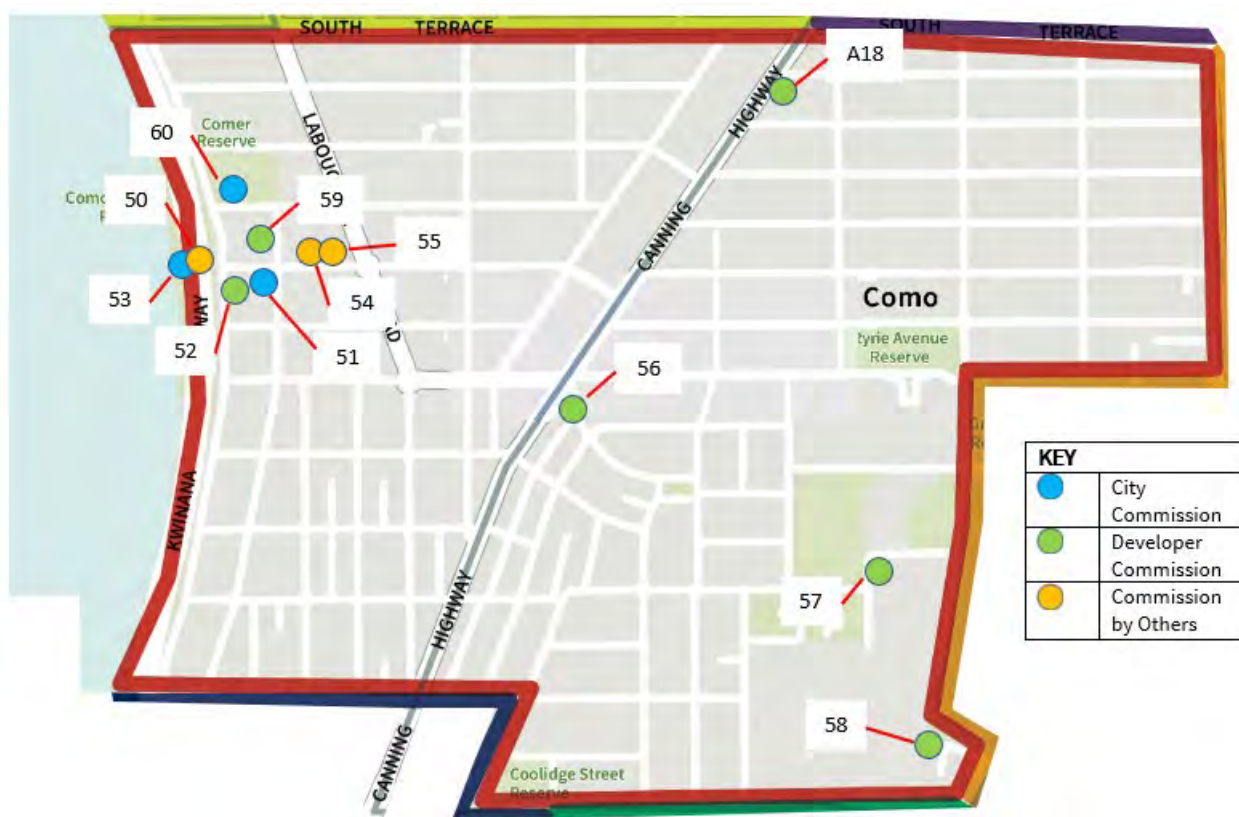 SOUTH TERRACE
SOUTH TERRACE
A18
HIGHWAY
60
Comer
Reserve
50
59
55
CANNING
53
54
Como
52
51
Reserve
56
KEY
City
Commission
Developer
Commission
Commission
by Others
KWINANA
57
HIGHWAY
58
CANNING
Coolidge Street
Reserve